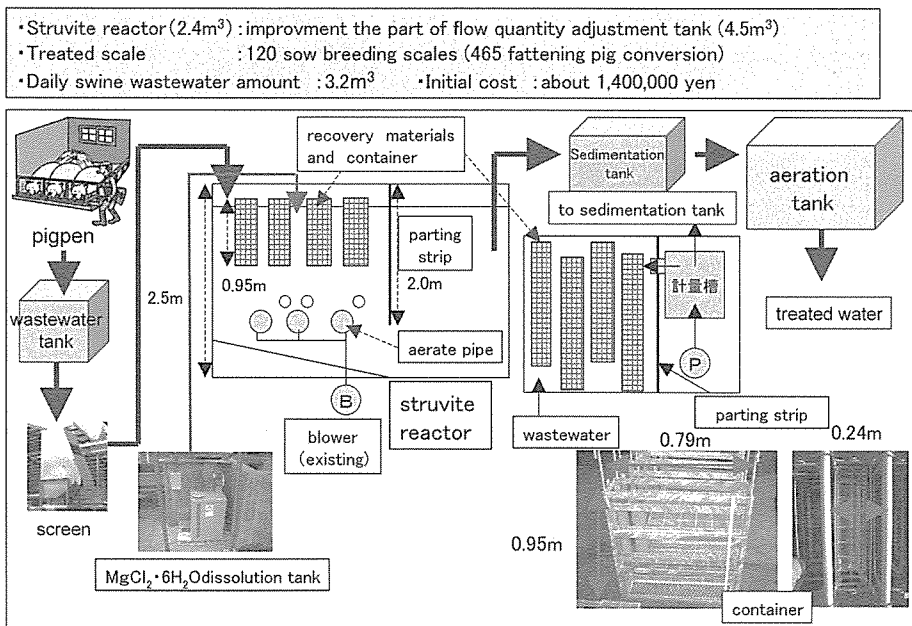 ・Struvite reactor(2.4m³) : improvment the part of flow quantity adjustment tank (4.5m³)
・Treated scale :120 sow breeding scales (465 fattening pig conversion)
・Daily swine wastewater amount :3.2m³ ・Initial cost :about 1,400,000 yen
recovery materials
and container
Sedimentation
tank
aeration
tank
to sedimentation tank
pigpen
parting
strip
2.5m
0.95m
2.0m
計量槽
treated water
wastewater
tank
aerate pipe
P
B
struvite
reactor
blower
(existing)
wastewater
parting strip
0.79m
0.24m
screen
0.95m
MgCl₂・6H₂Odissolution tank
container